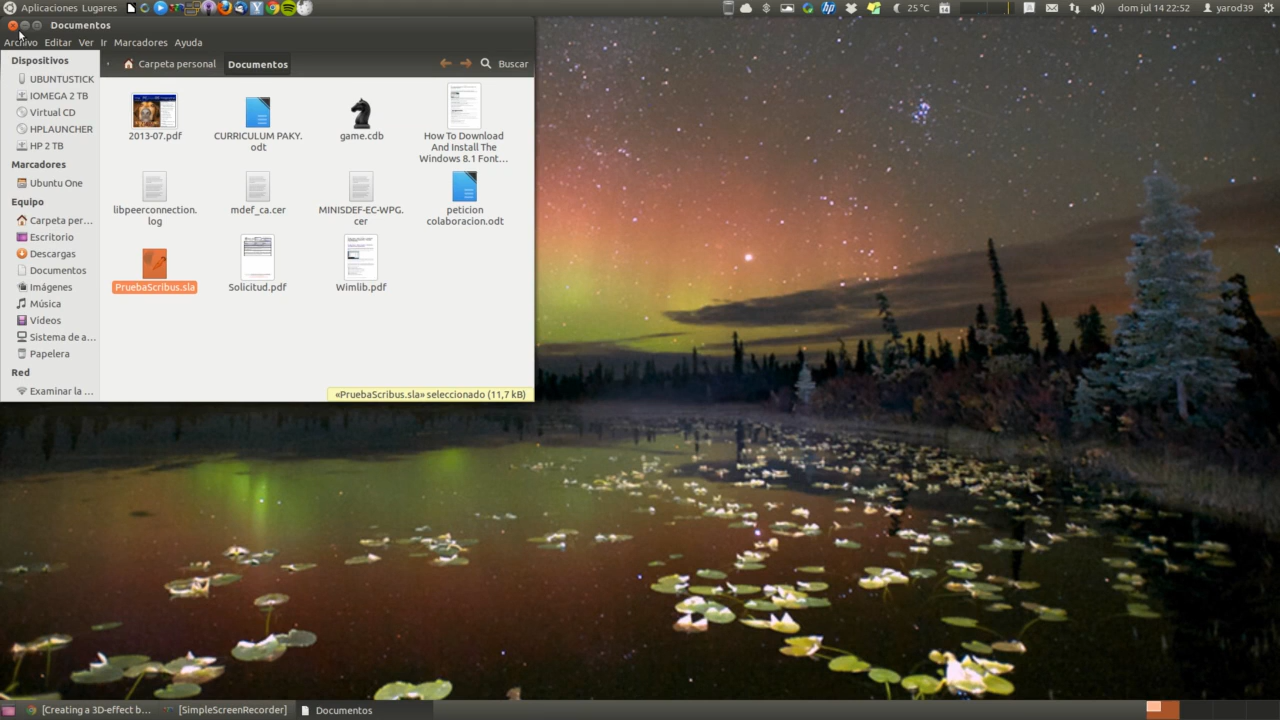 Aplicaciones Lugares
25 °C
dom jul 14 22:52
yarod39
Documentos
Archivo Editar Ver Ir Marcadores Ayuda
Dispositivos
UBUNTUSTICK
IOMEGA 2 TB
Virtual CD
HPLAUNCHER
HP 2 TB
Marcadores
Ubuntu One
Equipo
Carpeta per...
Escritorio
Descargas
Documentos
Imágenes
Música
Vídeos
Sistema de a...
Papelera
Red
Examinar la ...
Carpeta personal
Documentos
Buscar
2013-07.pdf
CURRICULUM PAKY.
odt
game.cdb
How To Download
And Install The
Windows 8.1 Font...
libpeerconnection.
log
mdef_ca.cer
MINISDEF-EC-WPG.
cer
peticion
colaboracion.odt
PruebaScribus.sla
Solicitud.pdf
Wimlib.pdf
«PruebaScribus.sla» seleccionado (11,7 kB)
[Creating a 3D-effect b...
[SimpleScreenRecorder]
Documentos